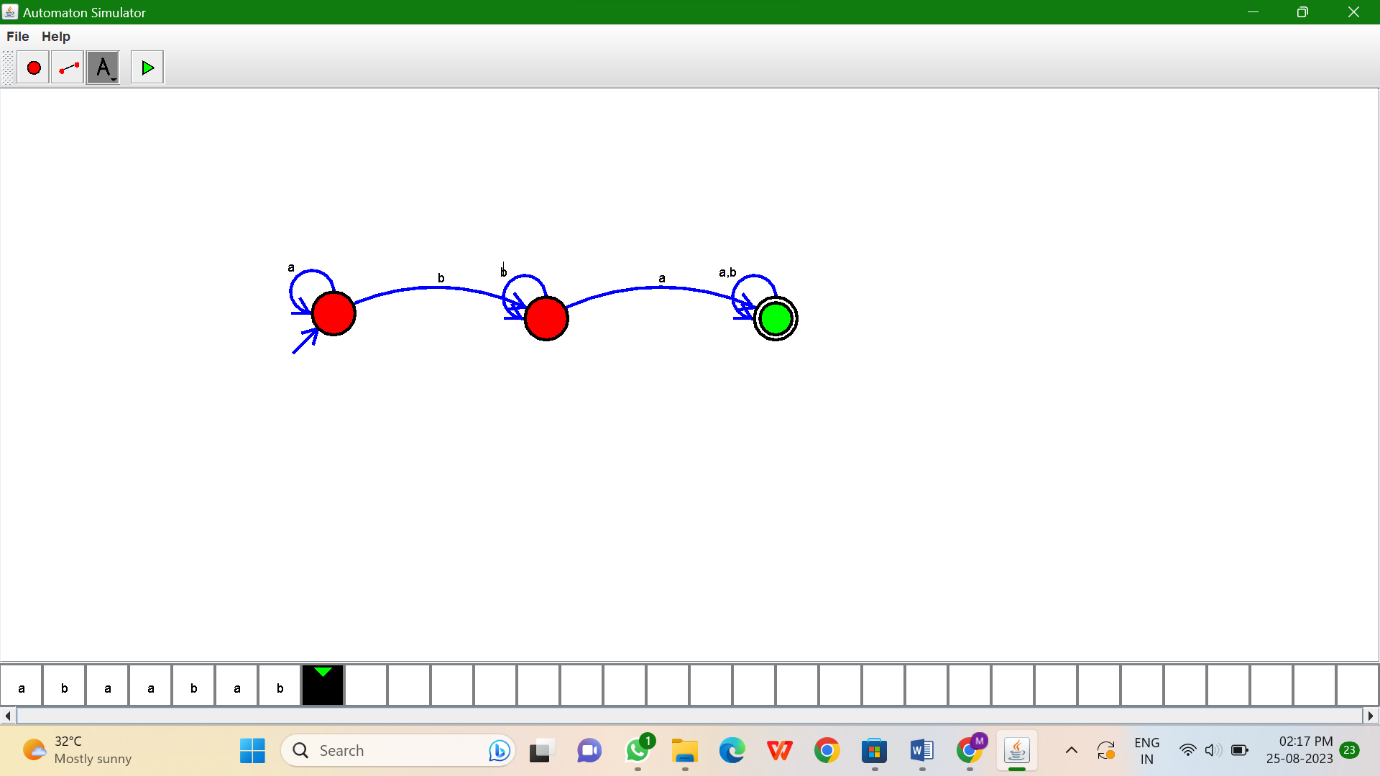 Automaton Simulator
File Help
A
a
b
b
a
a,b
a b a a b a b
32°C
Mostly sunny
Search
1
M
ENG
IN
02:17 PM
25-08-2023
23